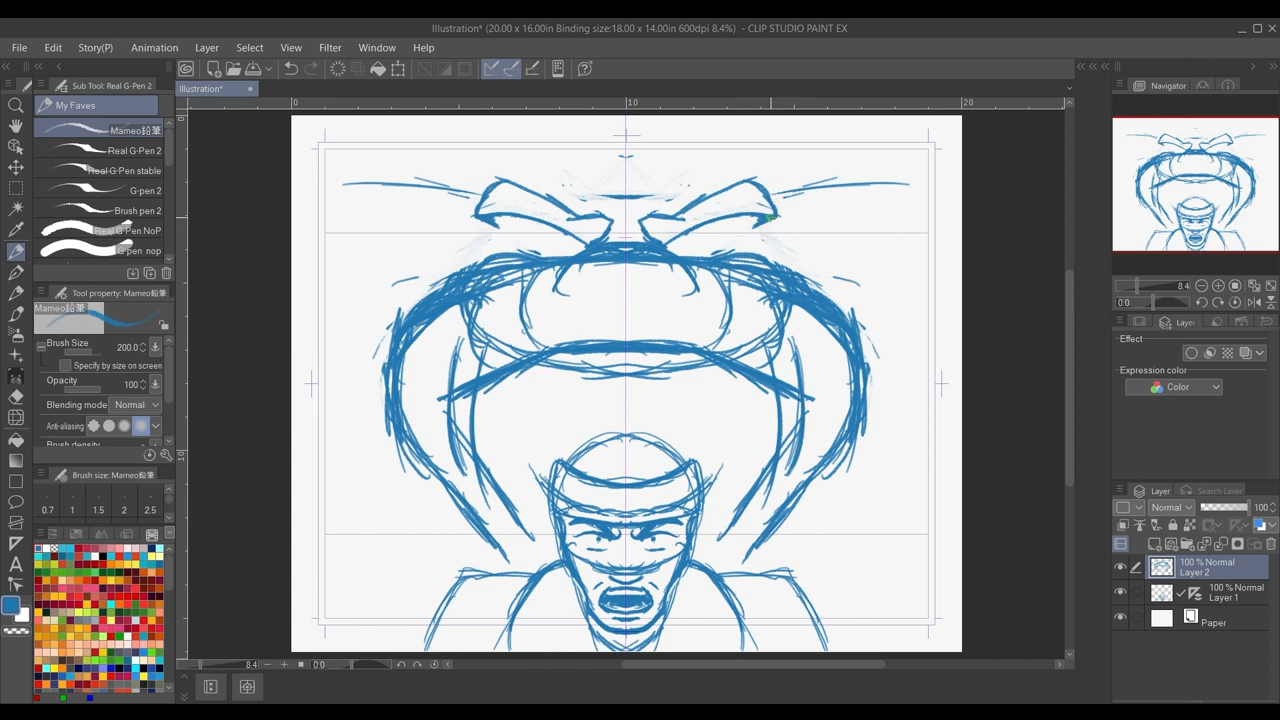 Illustration* (20.00 x 16.00in Binding size:18.00 x 14.00in 600dpi 8.4%)  - CLIP STUDIO PAINT EX
File Edit Story(P) Animation Layer Select View Filter Window Help
Sub Tool: Real G-Pen 2
Illustration*
Navigator
My Faves
0 10 20
Mameo鉛筆
Real G-Pen 2
Real G-Pen stable
G-pen 2
Brush pen 2
Real G-Pen NoP
G-pen nop
Tool property: Mameo鉛筆
Mameo鉛筆
Brush Size 200.0
Specify by size on screen
Opacity 100
Blending mode Normal
Anti-aliasing
Brush density
Brush size: Mameo鉛筆
0.7 1 1.5 2 2.5
8.4
0.0
Layer
Effect
Expression color
Color
Layer Search Layer
Normal 100
100 % Normal
Layer 2
100 % Normal
Layer 1
Paper
8.4 0.0